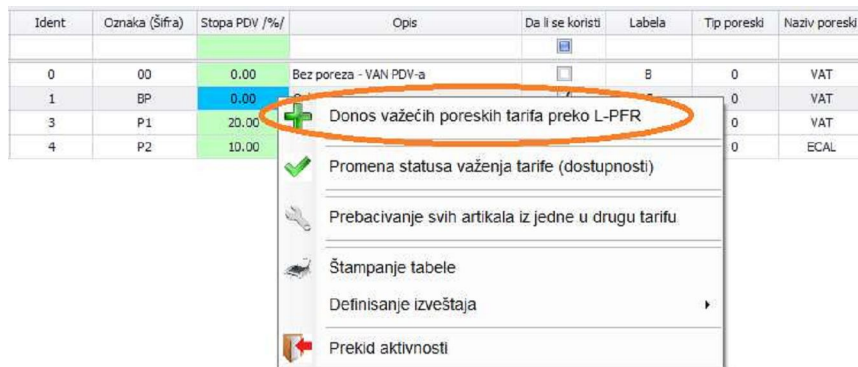 Ident Oznaka (Šifra) Stopa PDV /%/ Opis Da li se koristi Labela Tip poreski Naziv poreski
0 00 0.00 Bez poreza - VAN PDV-a B 0 VAT
1 BP 0.00 0 VAT
3 P1 20.00 0 VAT
4 P2 10.00 0 ECAL
Donos važećih poreskih tarifa preko L-PFR
Promena statusa važenja tarife (dostupnosti)
Prebacivanje svih artikala iz jedne u drugu tarifu
Štampanje tabele
Definisanje izveštaja
Prekid aktivnosti